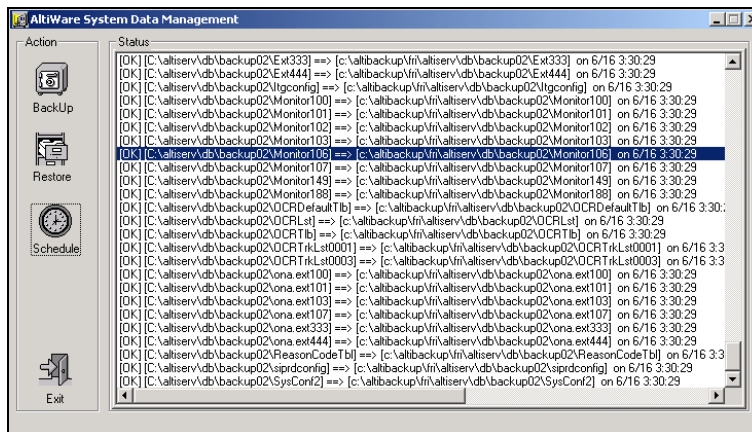 AltiWare System Data Management
Action
Status
BackUp
Restore
Schedule
Exit
[OK] [C:\altiserv\db\backup02\Ext333] ==> [c:\altibackup\fri\altiserv\db\backup02\Ext333] on 6/16 3:30:29
[OK] [C:\altiserv\db\backup02\Ext444] ==> [c:\altibackup\fri\altiserv\db\backup02\Ext444] on 6/16 3:30:29
[OK] [C:\altiserv\db\backup02\Itgconfig] ==> [c:\altibackup\fri\altiserv\db\backup02\Itgconfig] on 6/16 3:30:29
[OK] [C:\altiserv\db\backup02\Monitor100] ==> [c:\altibackup\fri\altiserv\db\backup02\Monitor100] on 6/16 3:30:29
[OK] [C:\altiserv\db\backup02\Monitor101] ==> [c:\altibackup\fri\altiserv\db\backup02\Monitor101] on 6/16 3:30:29
[OK] [C:\altiserv\db\backup02\Monitor102] ==> [c:\altibackup\fri\altiserv\db\backup02\Monitor102] on 6/16 3:30:29
[OK] [C:\altiserv\db\backup02\Monitor103] ==> [c:\altibackup\fri\altiserv\db\backup02\Monitor103] on 6/16 3:30:29
[OK] [C:\altiserv\db\backup02\Monitor106] ==> [c:\altibackup\fri\altiserv\db\backup02\Monitor106] on 6/16 3:30:29
[OK] [C:\altiserv\db\backup02\Monitor107] ==> [c:\altibackup\fri\altiserv\db\backup02\Monitor107] on 6/16 3:30:29
[OK] [C:\altiserv\db\backup02\Monitor149] ==> [c:\altibackup\fri\altiserv\db\backup02\Monitor149] on 6/16 3:30:29
[OK] [C:\altiserv\db\backup02\Monitor188] ==> [c:\altibackup\fri\altiserv\db\backup02\Monitor188] on 6/16 3:30:29
[OK] [C:\altiserv\db\backup02\OCRDefaultTlb] ==> [c:\altibackup\fri\altiserv\db\backup02\OCRDefaultTlb] on 6/16 3:30:
[OK] [C:\altiserv\db\backup02\OCRLst] ==> [c:\altibackup\fri\altiserv\db\backup02\OCRLst] on 6/16 3:30:29
[OK] [C:\altiserv\db\backup02\OCRTlb] ==> [c:\altibackup\fri\altiserv\db\backup02\OCRTlb] on 6/16 3:30:29
[OK] [C:\altiserv\db\backup02\OCRTrkLst0001] ==> [c:\altibackup\fri\altiserv\db\backup02\OCRTrkLst0001] on 6/16 3:3
[OK] [C:\altiserv\db\backup02\OCRTrkLst0003] ==> [c:\altibackup\fri\altiserv\db\backup02\OCRTrkLst0003] on 6/16 3:3
[OK] [C:\altiserv\db\backup02\ona.ext100] ==> [c:\altibackup\fri\altiserv\db\backup02\ona.ext100] on 6/16 3:30:29
[OK] [C:\altiserv\db\backup02\ona.ext101] ==> [c:\altibackup\fri\altiserv\db\backup02\ona.ext101] on 6/16 3:30:29
[OK] [C:\altiserv\db\backup02\ona.ext103] ==> [c:\altibackup\fri\altiserv\db\backup02\ona.ext103] on 6/16 3:30:29
[OK] [C:\altiserv\db\backup02\ona.ext107] ==> [c:\altibackup\fri\altiserv\db\backup02\ona.ext107] on 6/16 3:30:29
[OK] [C:\altiserv\db\backup02\ona.ext333] ==> [c:\altibackup\fri\altiserv\db\backup02\ona.ext333] on 6/16 3:30:29
[OK] [C:\altiserv\db\backup02\ona.ext444] ==> [c:\altibackup\fri\altiserv\db\backup02\ona.ext444] on 6/16 3:30:29
[OK] [C:\altiserv\db\backup02\ReasonCodeTbl] ==> [c:\altibackup\fri\altiserv\db\backup02\ReasonCodeTbl] on 6/16 3:3
[OK] [C:\altiserv\db\backup02\siprdconfig] ==> [c:\altibackup\fri\altiserv\db\backup02\siprdconfig] on 6/16 3:30:29
[OK] [C:\altiserv\db\backup02\SysConf2] ==> [c:\altibackup\fri\altiserv\db\backup02\SysConf2] on 6/16 3:30:29